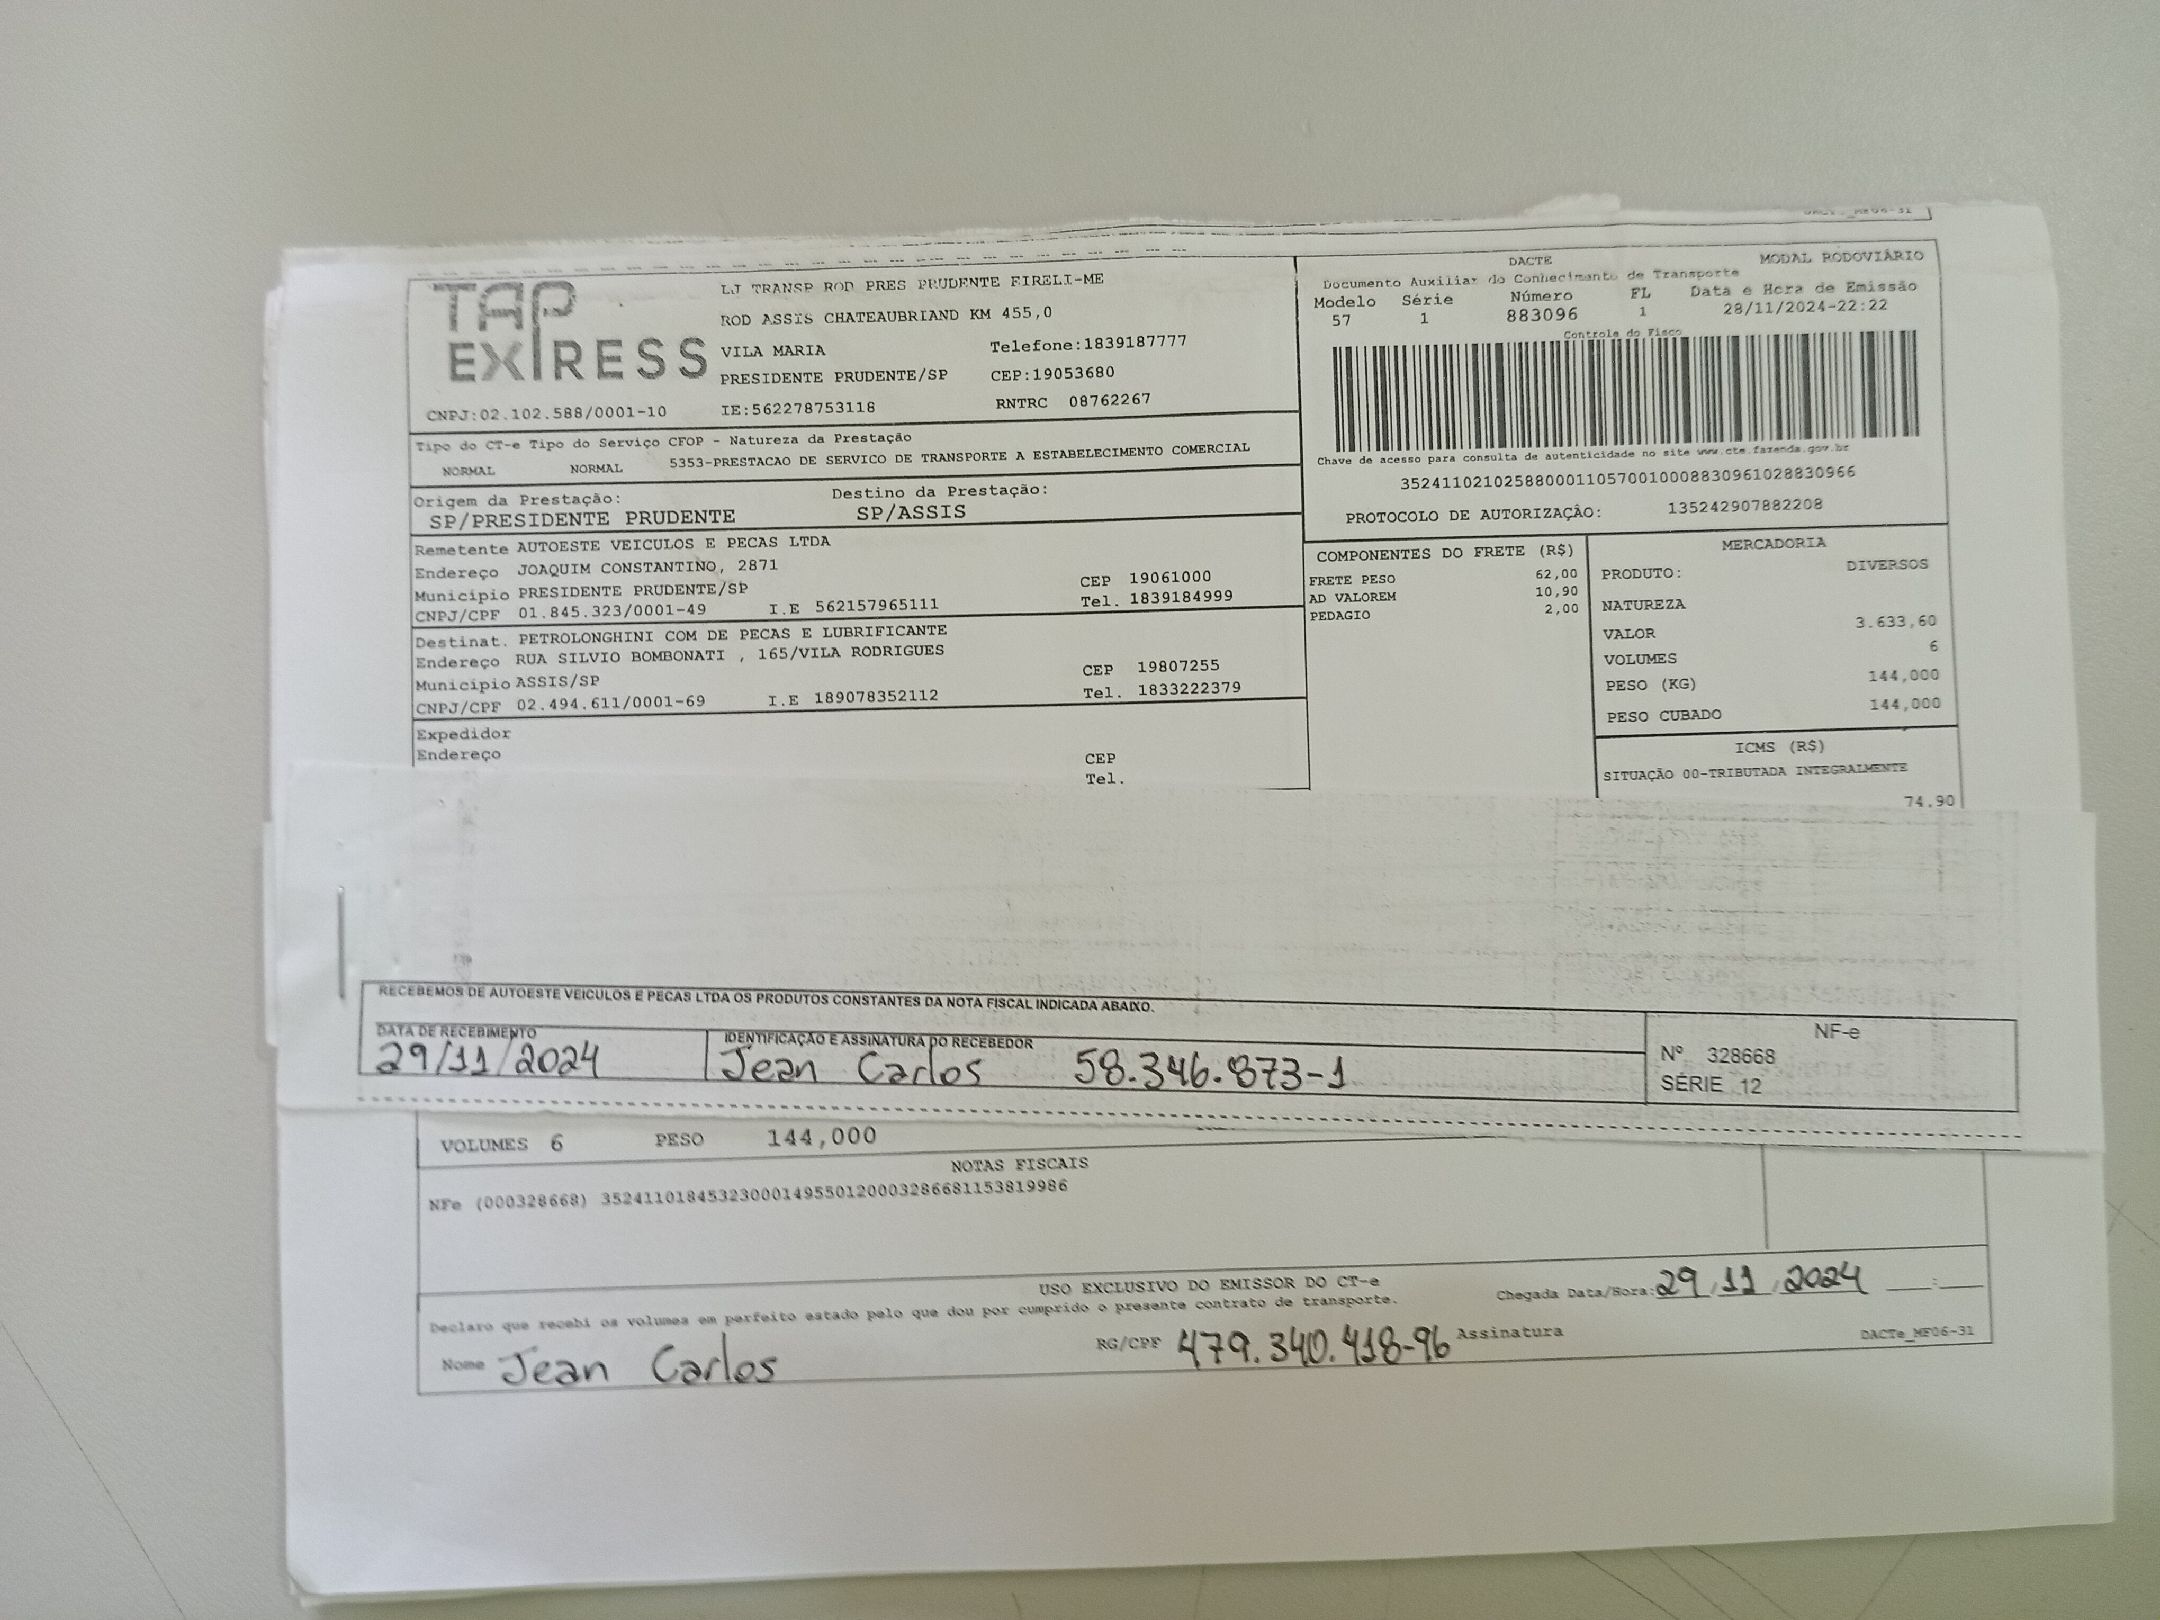 TAP
EXPRESS
LJ TRANSP ROD PRES PRUDENTE EIRELI-ME
ROD ASSIS CHATEAUBRIAND KM 455,0
VILA MARIA Telefone:1839187777
PRESIDENTE PRUDENTE/SP CEP:19053680
CNPJ:02.102.588/0001-10 IE:562278753118 RNTRC 08762267
DACTE MODAL RODOVIÁRIO
Documento Auxiliar do Conhecimento de Transporte
Modelo Série Número FL Data e Hora de Emissão
57 1 883096 1 28/11/2024-22:22
Controle do Fisco
Chave de acesso para consulta de autenticidade no site www.cte.fazenda.gov.br
35241102102588000110570010008830961028830966
PROTOCOLO DE AUTORIZAÇÃO: 135242907882208
Tipo do CT-e Tipo do Serviço CFOP - Natureza da Prestação
NORMAL NORMAL 5353-PRESTACAO DE SERVICO DE TRANSPORTE A ESTABELECIMENTO COMERCIAL
Origem da Prestação: Destino da Prestação:
SP/PRESIDENTE PRUDENTE SP/ASSIS
Remetente AUTOESTE VEICULOS E PECAS LTDA
Endereço JOAQUIM CONSTANTINO, 2871
Município PRESIDENTE PRUDENTE/SP CEP 19061000
CNPJ/CPF 01.845.323/0001-49 I.E 562157965111 Tel. 1839184999
Destinat. PETROLONGHINI COM DE PECAS E LUBRIFICANTE
Endereço RUA SILVIO BOMBONATI , 165/VILA RODRIGUES
Município ASSIS/SP CEP 19807255
CNPJ/CPF 02.494.611/0001-69 I.E 189078352112 Tel. 1833222379
Expedidor
Endereço CEP
Tel.
COMPONENTES DO FRETE (R$)
FRETE PESO 62,00
AD VALOREM 10,90
PEDAGIO 2,00
MERCADORIA
PRODUTO: DIVERSOS
NATUREZA
VALOR 3.633,60
VOLUMES 6
PESO (KG) 144,000
PESO CUBADO 144,000
ICMS (R$)
SITUAÇÃO 00-TRIBUTADA INTEGRALMENTE
74,90
RECEBEMOS DE AUTOESTE VEICULOS E PECAS LTDA OS PRODUTOS CONSTANTES DA NOTA FISCAL INDICADA ABAIXO.
DATA DE RECEBIMENTO IDENTIFICAÇÃO E ASSINATURA DO RECEBEDOR
29/11/2024 Jean Carlos 58.346.873-1
NF-e
Nº 328668
SÉRIE 12
VOLUMES 6 PESO 144,000
NOTAS FISCAIS
NFe (000328668) 35241101845323000149550120003286681153819986
USO EXCLUSIVO DO EMISSOR DO CT-e
Declaro que recebi os volumes em perfeito estado pelo que dou por cumprido o presente contrato de transporte.
Chegada Data/Hora: 29/11/2024 ____:____
Nome Jean Carlos RG/CPF 479.340.418-96 Assinatura
DACTe_MF06-31